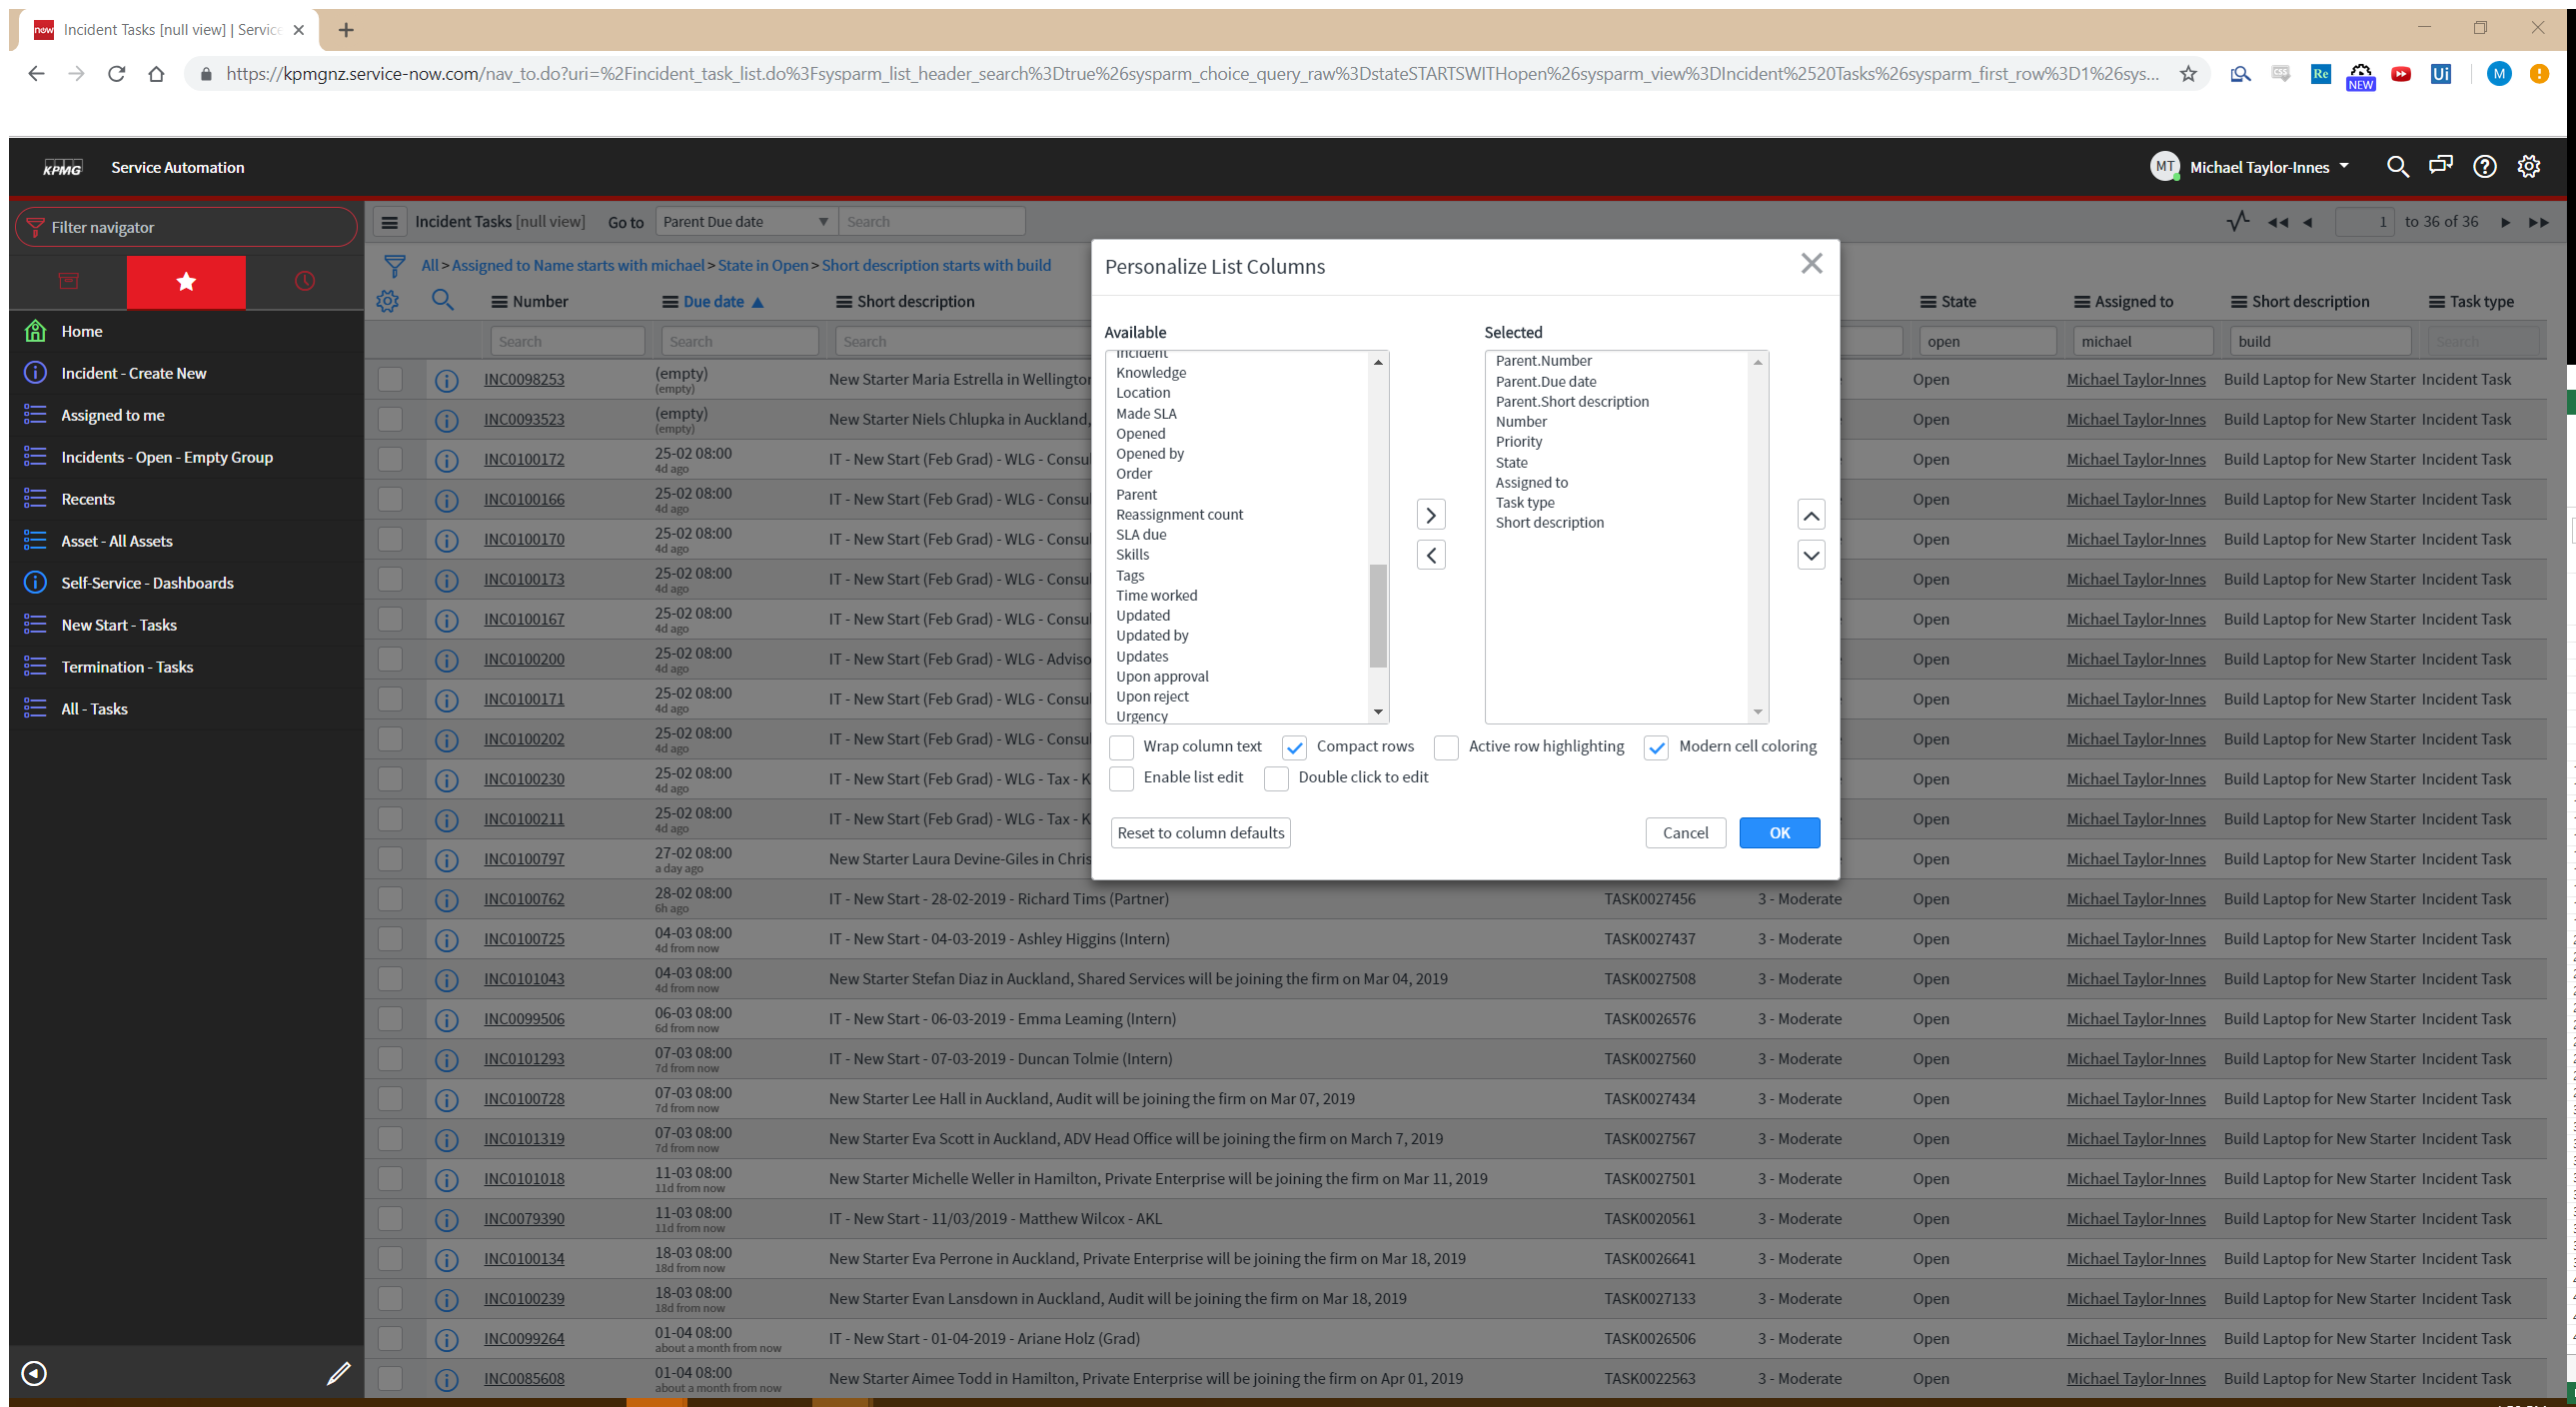 now Incident Tasks [null view] | Service
https://kpmgnz.service-now.com/nav_to.do?uri=%2Fincident_task_list.do%3Fsysparm_list_header_search%3Dtrue%26sysparm_choice_query_raw%3DstateSTARTSWITHopen%26sysparm_view%3DIncident%2520Tasks%26sysparm_first_row%3D1%26sys... css Re NEW Ui M
KPMG Service Automation MT Michael Taylor-Innes
Filter navigator
Home
Incident - Create New
Assigned to me
Incidents - Open - Empty Group
Recents
Asset - All Assets
Self-Service - Dashboards
New Start - Tasks
Termination - Tasks
All - Tasks
Incident Tasks [null view] Go to Parent Due date Search 1 to 36 of 36
All > Assigned to Name starts with michael > State in Open > Short description starts with build
Number Due date Short description State Assigned to Short description Task type
Search Search Search open michael build Search
INC0098253 (empty) (empty) New Starter Maria Estrella in Wellington Open Michael Taylor-Innes Build Laptop for New Starter Incident Task
INC0093523 (empty) (empty) New Starter Niels Chlupka in Auckland, Open Michael Taylor-Innes Build Laptop for New Starter Incident Task
INC0100172 25-02 08:00 4d ago IT - New Start (Feb Grad) - WLG - Consul Open Michael Taylor-Innes Build Laptop for New Starter Incident Task
INC0100166 25-02 08:00 4d ago IT - New Start (Feb Grad) - WLG - Consul Open Michael Taylor-Innes Build Laptop for New Starter Incident Task
INC0100170 25-02 08:00 4d ago IT - New Start (Feb Grad) - WLG - Consul Open Michael Taylor-Innes Build Laptop for New Starter Incident Task
INC0100173 25-02 08:00 4d ago IT - New Start (Feb Grad) - WLG - Consul Open Michael Taylor-Innes Build Laptop for New Starter Incident Task
INC0100167 25-02 08:00 4d ago IT - New Start (Feb Grad) - WLG - Consul Open Michael Taylor-Innes Build Laptop for New Starter Incident Task
INC0100200 25-02 08:00 4d ago IT - New Start (Feb Grad) - WLG - Adviso Open Michael Taylor-Innes Build Laptop for New Starter Incident Task
INC0100171 25-02 08:00 4d ago IT - New Start (Feb Grad) - WLG - Consul Open Michael Taylor-Innes Build Laptop for New Starter Incident Task
INC0100202 25-02 08:00 4d ago IT - New Start (Feb Grad) - WLG - Consul Open Michael Taylor-Innes Build Laptop for New Starter Incident Task
INC0100230 25-02 08:00 4d ago IT - New Start (Feb Grad) - WLG - Tax - K Open Michael Taylor-Innes Build Laptop for New Starter Incident Task
INC0100211 25-02 08:00 4d ago IT - New Start (Feb Grad) - WLG - Tax - K Open Michael Taylor-Innes Build Laptop for New Starter Incident Task
INC0100797 27-02 08:00 a day ago New Starter Laura Devine-Giles in Chris Open Michael Taylor-Innes Build Laptop for New Starter Incident Task
INC0100762 28-02 08:00 6h ago IT - New Start - 28-02-2019 - Richard Tims (Partner) TASK0027456 3 - Moderate Open Michael Taylor-Innes Build Laptop for New Starter Incident Task
INC0100725 04-03 08:00 4d from now IT - New Start - 04-03-2019 - Ashley Higgins (Intern) TASK0027437 3 - Moderate Open Michael Taylor-Innes Build Laptop for New Starter Incident Task
INC0101043 04-03 08:00 4d from now New Starter Stefan Diaz in Auckland, Shared Services will be joining the firm on Mar 04, 2019 TASK0027508 3 - Moderate Open Michael Taylor-Innes Build Laptop for New Starter Incident Task
INC0099506 06-03 08:00 6d from now IT - New Start - 06-03-2019 - Emma Leaming (Intern) TASK0026576 3 - Moderate Open Michael Taylor-Innes Build Laptop for New Starter Incident Task
INC0101293 07-03 08:00 7d from now IT - New Start - 07-03-2019 - Duncan Tolmie (Intern) TASK0027560 3 - Moderate Open Michael Taylor-Innes Build Laptop for New Starter Incident Task
INC0100728 07-03 08:00 7d from now New Starter Lee Hall in Auckland, Audit will be joining the firm on Mar 07, 2019 TASK0027434 3 - Moderate Open Michael Taylor-Innes Build Laptop for New Starter Incident Task
INC0101319 07-03 08:00 7d from now New Starter Eva Scott in Auckland, ADV Head Office will be joining the firm on March 7, 2019 TASK0027567 3 - Moderate Open Michael Taylor-Innes Build Laptop for New Starter Incident Task
INC0101018 11-03 08:00 11d from now New Starter Michelle Weller in Hamilton, Private Enterprise will be joining the firm on Mar 11, 2019 TASK0027501 3 - Moderate Open Michael Taylor-Innes Build Laptop for New Starter Incident Task
INC0079390 11-03 08:00 11d from now IT - New Start - 11/03/2019 - Matthew Wilcox - AKL TASK0020561 3 - Moderate Open Michael Taylor-Innes Build Laptop for New Starter Incident Task
INC0100134 18-03 08:00 18d from now New Starter Eva Perrone in Auckland, Private Enterprise will be joining the firm on Mar 18, 2019 TASK0026641 3 - Moderate Open Michael Taylor-Innes Build Laptop for New Starter Incident Task
INC0100239 18-03 08:00 18d from now New Starter Evan Lansdown in Auckland, Audit will be joining the firm on Mar 18, 2019 TASK0027133 3 - Moderate Open Michael Taylor-Innes Build Laptop for New Starter Incident Task
INC0099264 01-04 08:00 about a month from now IT - New Start - 01-04-2019 - Ariane Holz (Grad) TASK0026506 3 - Moderate Open Michael Taylor-Innes Build Laptop for New Starter Incident Task
INC0085608 01-04 08:00 about a month from now New Starter Aimee Todd in Hamilton, Private Enterprise will be joining the firm on Apr 01, 2019 TASK0022563 3 - Moderate Open Michael Taylor-Innes Build Laptop for New Starter Incident Task
Personalize List Columns
Available
Incident
Knowledge
Location
Made SLA
Opened
Opened by
Order
Parent
Reassignment count
SLA due
Skills
Tags
Time worked
Updated
Updated by
Updates
Upon approval
Upon reject
Urgency
Selected
Parent.Number
Parent.Due date
Parent.Short description
Number
Priority
State
Assigned to
Task type
Short description
Wrap column text Compact rows Active row highlighting Modern cell coloring
Enable list edit Double click to edit
Reset to column defaults Cancel OK